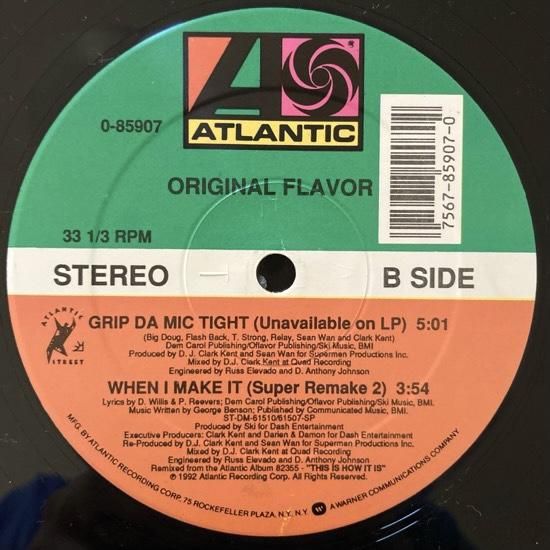 ATLANTIC
0-85907
7567-85907-0
ORIGINAL FLAVOR
33 1/3 RPM
STEREO
B SIDE
ATLANTIC
STREET
GRIP DA MIC TIGHT (Unavailable on LP) 5:01
(Big Doug, Flash Back, T. Strong, Relay, Sean Wan and Clark Kent)
Dem Carol Publishing/Oflavor Publishing/Ski Music, BMI
Produced by D. J. Clark Kent and Sean Wan for Supermen Productions Inc.
Mixed by D.J. Clark Kent at Quad Recording
Engineered by Russ Elevado and D. Anthony Johnson
WHEN I MAKE IT (Super Remake 2) 3:54
Lyrics by D. Willis & P. Reevers; Dem Carol Publishing/Oflavor Publishing/Ski Music, BMI.
Music Written by George Benson; Published by Communicated Music, BMI.
ST-DM-61510/61507-SP
Produced by Ski for Dash Entertainment
Executive Producers: Clark Kent and Darien & Damon for Dash Entertainment
Re-Produced by D.J. Clark Kent and Sean Wan for Supermen Productions, Inc.
Mixed by D.J. Clark Kent at Quad Recording
Engineered by Russ Elevado and D. Anthony Johnson
Remixed from the Atlantic Album 82355 - "THIS IS HOW IT IS"
℗ 1992 Atlantic Recording Corp. All Rights Reserved.
MFG. BY ATLANTIC RECORDING CORP. 75 ROCKEFELLER PLAZA, N.Y. N.Y. A WARNER COMMUNICATIONS COMPANY